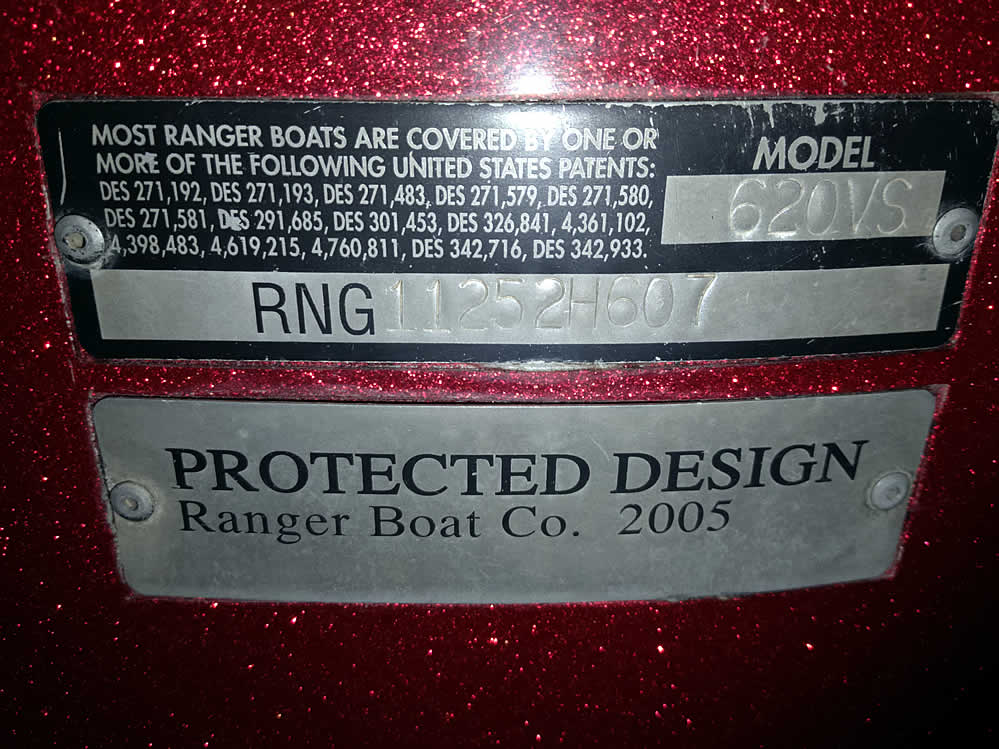 MOST RANGER BOATS ARE COVERED BY ONE OR
MORE OF THE FOLLOWING UNITED STATES PATENTS:
DES 271,192, DES 271,193, DES 271,483, DES 271,579, DES 271,580,
DES 271,581, DES 291,685, DES 301,453, DES 326,841, 4,361,102,
4,398,483, 4,619,215, 4,760,811, DES 342,716, DES 342,933.
MODEL
620VS
RNG11252H607
PROTECTED DESIGN
Ranger Boat Co. 2005